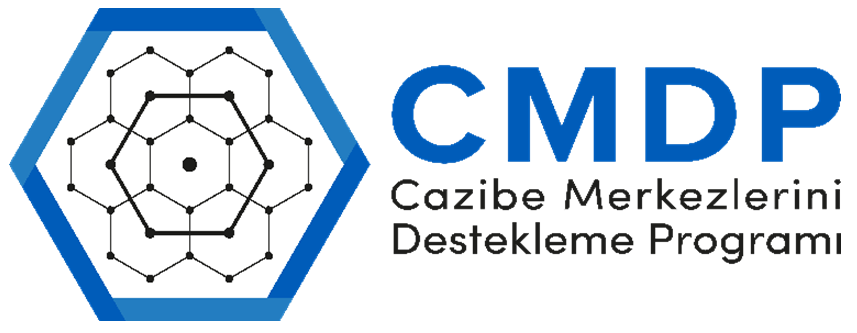 CMDP
Cazibe Merkezlerini
Destekleme Programı